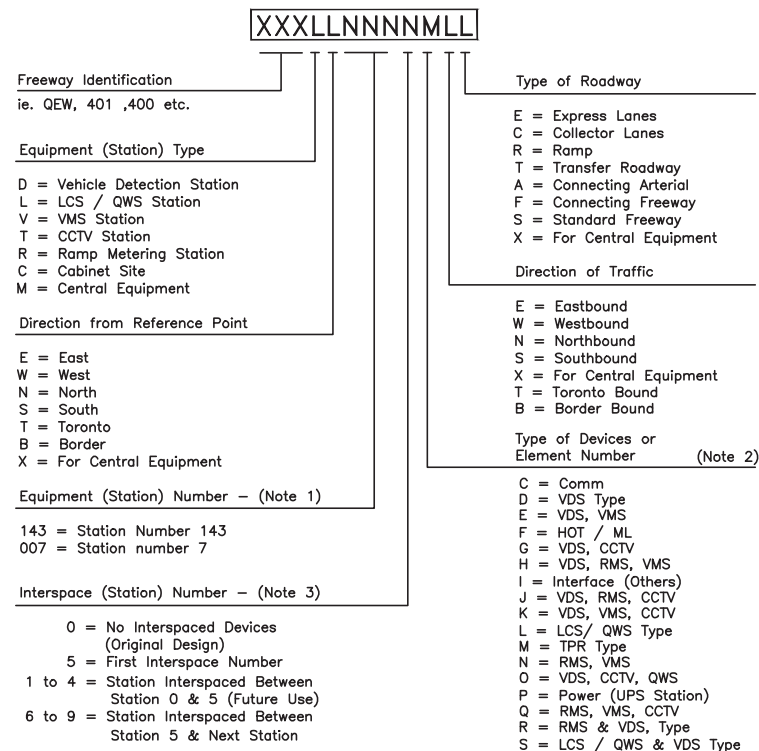 XXXLLNNNNMLL
Freeway Identification
ie. QEW, 401 ,400 etc.
Equipment (Station) Type
D = Vehicle Detection Station
L = LCS / QWS Station
V = VMS Station
T = CCTV Station
R = Ramp Metering Station
C = Cabinet Site
M = Central Equipment
Direction from Reference Point
E = East
W = West
N = North
S = South
T = Toronto
B = Border
X = For Central Equipment
Equipment (Station) Number – (Note 1)
143 = Station Number 143
007 = Station number 7
Interspace (Station) Number – (Note 3)
0 = No Interspaced Devices
(Original Design)
5 = First Interspace Number
1 to 4 = Station Interspaced Between
Station 0 & 5 (Future Use)
6 to 9 = Station Interspaced Between
Station 5 & Next Station
Type of Roadway
E = Express Lanes
C = Collector Lanes
R = Ramp
T = Transfer Roadway
A = Connecting Arterial
F = Connecting Freeway
S = Standard Freeway
X = For Central Equipment
Direction of Traffic
E = Eastbound
W = Westbound
N = Northbound
S = Southbound
X = For Central Equipment
T = Toronto Bound
B = Border Bound
Type of Devices or
Element Number (Note 2)
C = Comm
D = VDS Type
E = VDS, VMS
F = HOT / ML
G = VDS, CCTV
H = VDS, RMS, VMS
I = Interface (Others)
J = VDS, RMS, CCTV
K = VDS, VMS, CCTV
L = LCS/ QWS Type
M = TPR Type
N = RMS, VMS
O = VDS, CCTV, QWS
P = Power (UPS Station)
Q = RMS, VMS, CCTV
R = RMS & VDS, Type
S = LCS / QWS & VDS Type